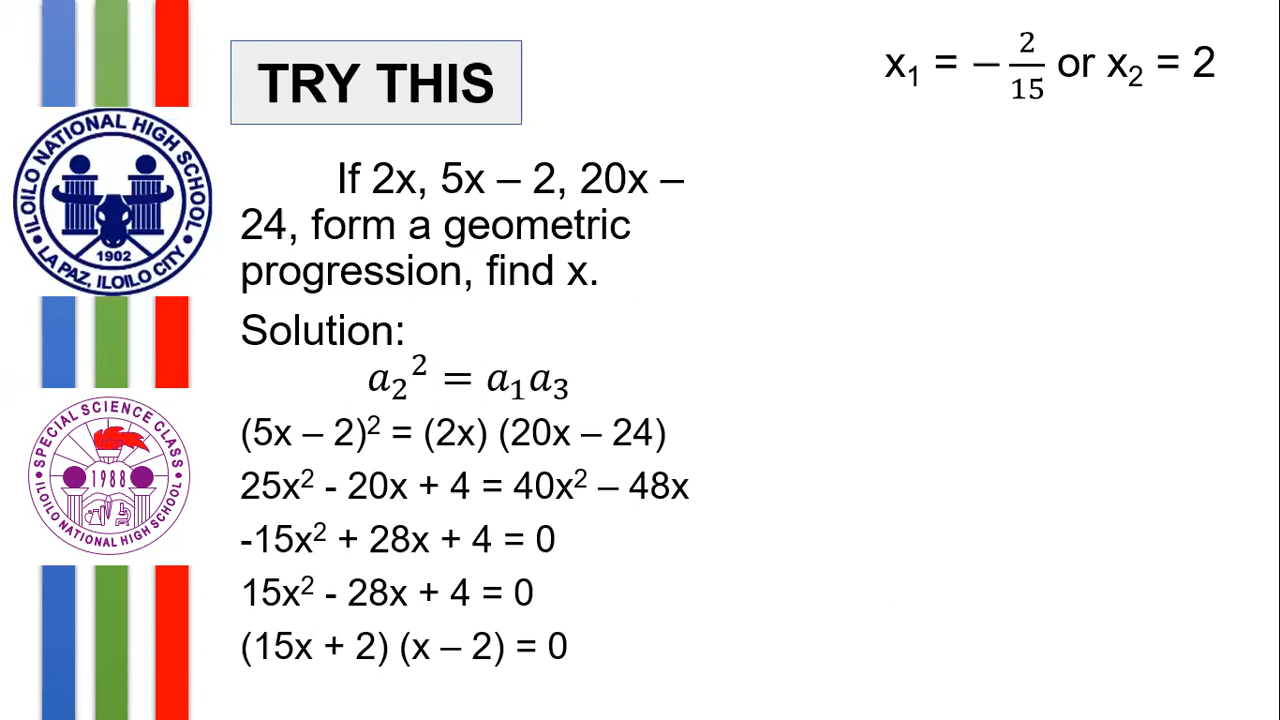 TRY THIS
x₁ = −2/15 or x₂ = 2
If 2x, 5x – 2, 20x –
24, form a geometric
progression, find x.
Solution:
a₂² = a₁a₃
(5x – 2)² = (2x) (20x – 24)
25x² - 20x + 4 = 40x² – 48x
-15x² + 28x + 4 = 0
15x² - 28x + 4 = 0
(15x + 2) (x – 2) = 0
ILOILO NATIONAL HIGH SCHOOL
1902
LA PAZ, ILOILO CITY
SPECIAL SCIENCE CLASS
1988
ILOILO NATIONAL HIGH SCHOOL